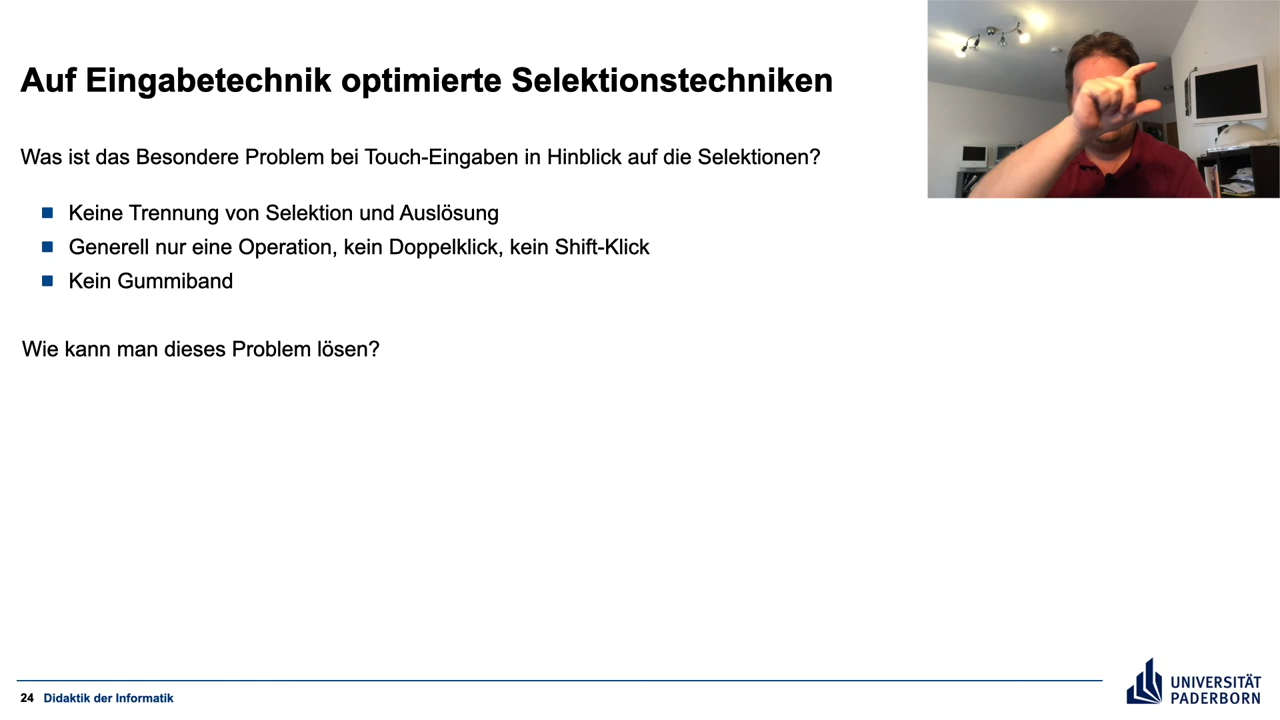 Auf Eingabetechnik optimierte Selektionstechniken
Was ist das Besondere Problem bei Touch-Eingaben in Hinblick auf die Selektionen?
Keine Trennung von Selektion und Auslösung
Generell nur eine Operation, kein Doppelklick, kein Shift-Klick
Kein Gummiband
Wie kann man dieses Problem lösen?
24 Didaktik der Informatik
UNIVERSITÄT
PADERBORN